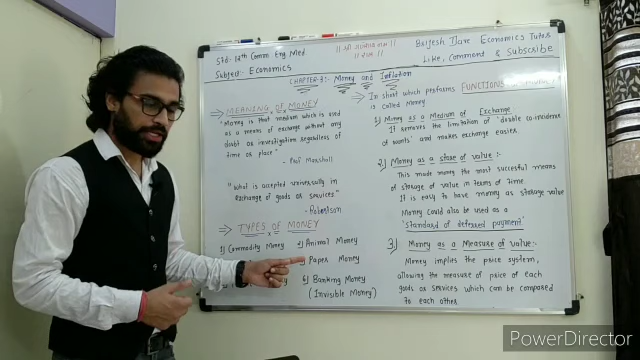 Std: 12th Comm Eng Med
Subject: Economics
Brijesh Dare Economics Tutor
Like, Comment & Subscribe
CHAPTER-3:- Money and Inflation
MEANING OF MONEY
"Money is that medium which is used
as a means of exchange without any
doubt or investigation regardless of
time or place"
- Prof Marshall
"What is accepted universally in
exchange of goods or services"
- Robertson
TYPES OF MONEY
1) Commodity Money
2) Animal Money
Paper Money
6) Banking Money
(Invisible Money)
In short which performs FUNCTIONS
is called Money
1) Money as a Medium of Exchange
It removes the limitation of 'double co-incidence
of wants' and makes exchange easier.
2) Money as a store of value :-
This made money the most succesful means
of storage of value in terms of time.
It is easy to have money as storage value
Money could also be used as a
'standard of deferred payment'
3) Money as a Measure of value:-
Money implies the price system,
allowing the measure of price of each
goods or services which can be compared
to each other
PowerDirector